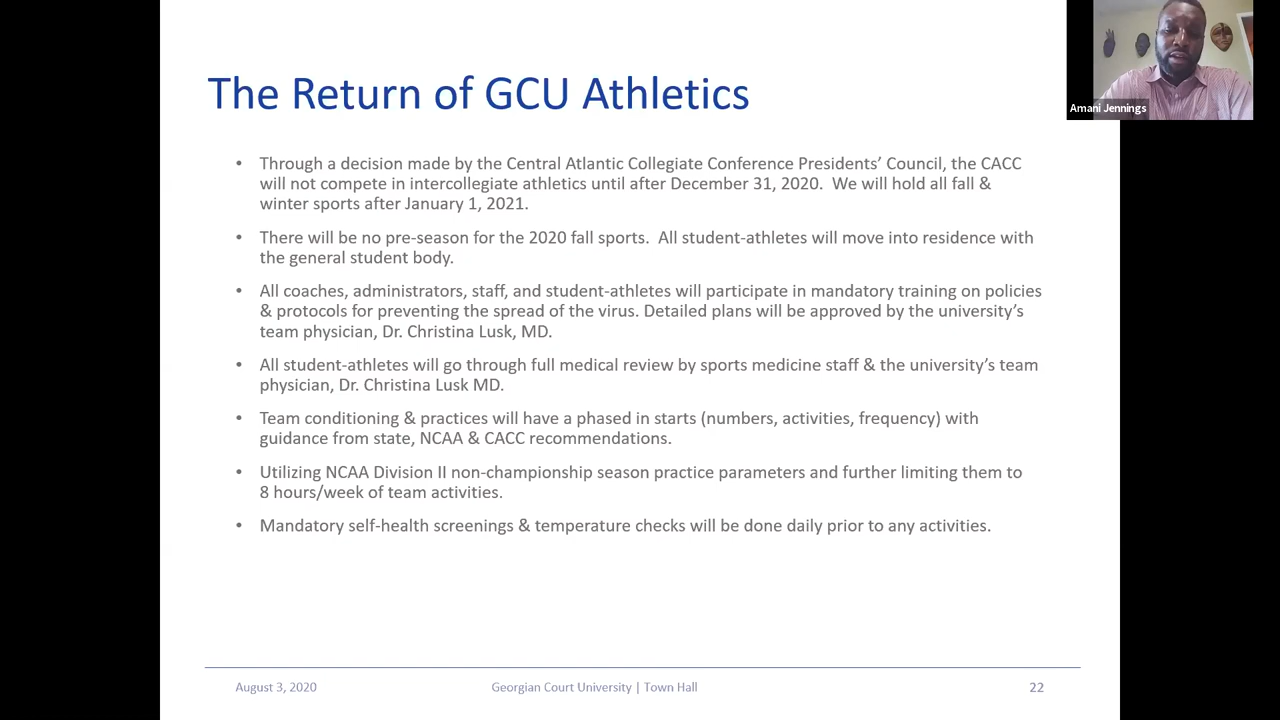 The Return of GCU Athletics
Amani Jennings
• Through a decision made by the Central Atlantic Collegiate Conference Presidents’ Council, the CACC
will not compete in intercollegiate athletics until after December 31, 2020.  We will hold all fall &
winter sports after January 1, 2021.
• There will be no pre-season for the 2020 fall sports.  All student-athletes will move into residence with
the general student body.
• All coaches, administrators, staff, and student-athletes will participate in mandatory training on policies
& protocols for preventing the spread of the virus. Detailed plans will be approved by the university’s
team physician, Dr. Christina Lusk, MD.
• All student-athletes will go through full medical review by sports medicine staff & the university’s team
physician, Dr. Christina Lusk MD.
• Team conditioning & practices will have a phased in starts (numbers, activities, frequency) with
guidance from state, NCAA & CACC recommendations.
• Utilizing NCAA Division II non-championship season practice parameters and further limiting them to
8 hours/week of team activities.
• Mandatory self-health screenings & temperature checks will be done daily prior to any activities.
August 3, 2020
Georgian Court University | Town Hall
22